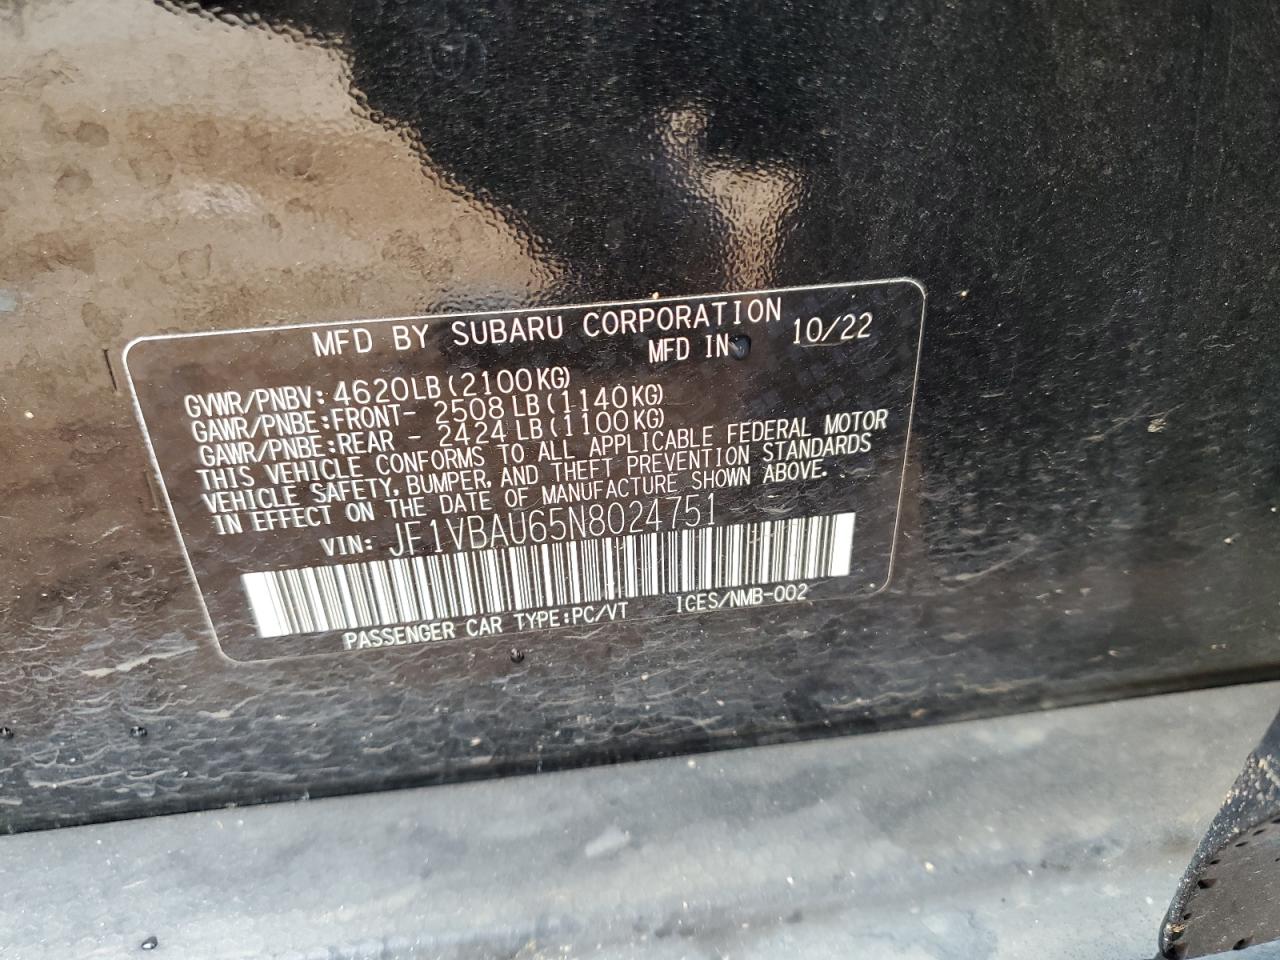 MFD BY SUBARU CORPORATION
MFD IN 10/22
GVWR/PNBV: 4620LB(2100KG)
GAWR/PNBE:FRONT- 2508LB(1140KG)
GAWR/PNBE:REAR - 2424LB(1100KG)
THIS VEHICLE CONFORMS TO ALL APPLICABLE FEDERAL MOTOR
VEHICLE SAFETY, BUMPER, AND THEFT PREVENTION STANDARDS
IN EFFECT ON THE DATE OF MANUFACTURE SHOWN ABOVE.
VIN: JF1VBAU65N8024751
PASSENGER CAR TYPE:PC/VT ICES/NMB-002